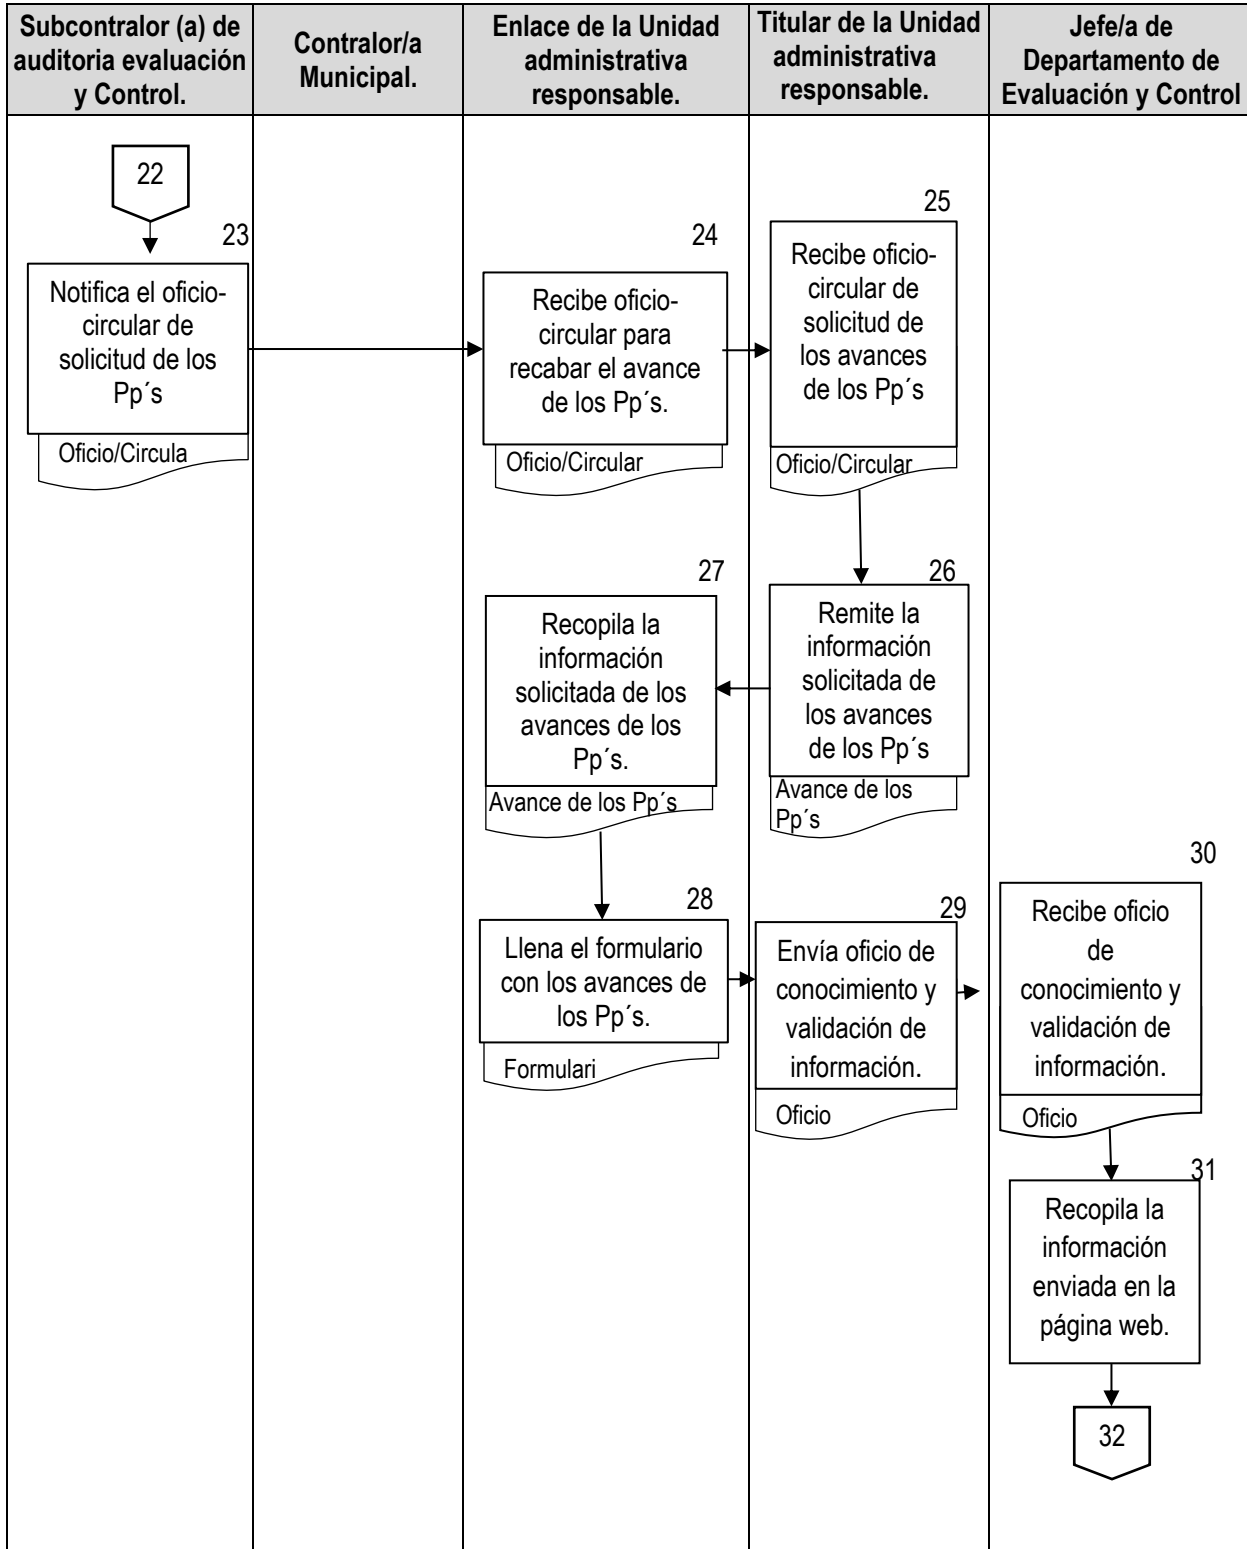 Subcontralor (a) de
auditoria evaluación
y Control.
Contralor/a
Municipal.
Enlace de la Unidad
administrativa
responsable.
Titular de la Unidad
administrativa
responsable.
Jefe/a de
Departamento de
Evaluación y Control
22
23
Notifica el oficio-
circular de
solicitud de los
Pp´s
Oficio/Circula
24
Recibe oficio-
circular para
recabar el avance
de los Pp´s.
Oficio/Circular
25
Recibe oficio-
circular de
solicitud de
los avances
de los Pp´s
Oficio/Circular
26
Remite la
información
solicitada de
los avances
de los Pp´s
Avance de los
Pp´s
27
Recopila la
información
solicitada de los
avances de los
Pp´s.
Avance de los Pp´s
28
Llena el formulario
con los avances de
los Pp´s.
Formulari
29
Envía oficio de
conocimiento y
validación de
información.
Oficio
30
Recibe oficio
de
conocimiento y
validación de
información.
Oficio
31
Recopila la
información
enviada en la
página web.
32